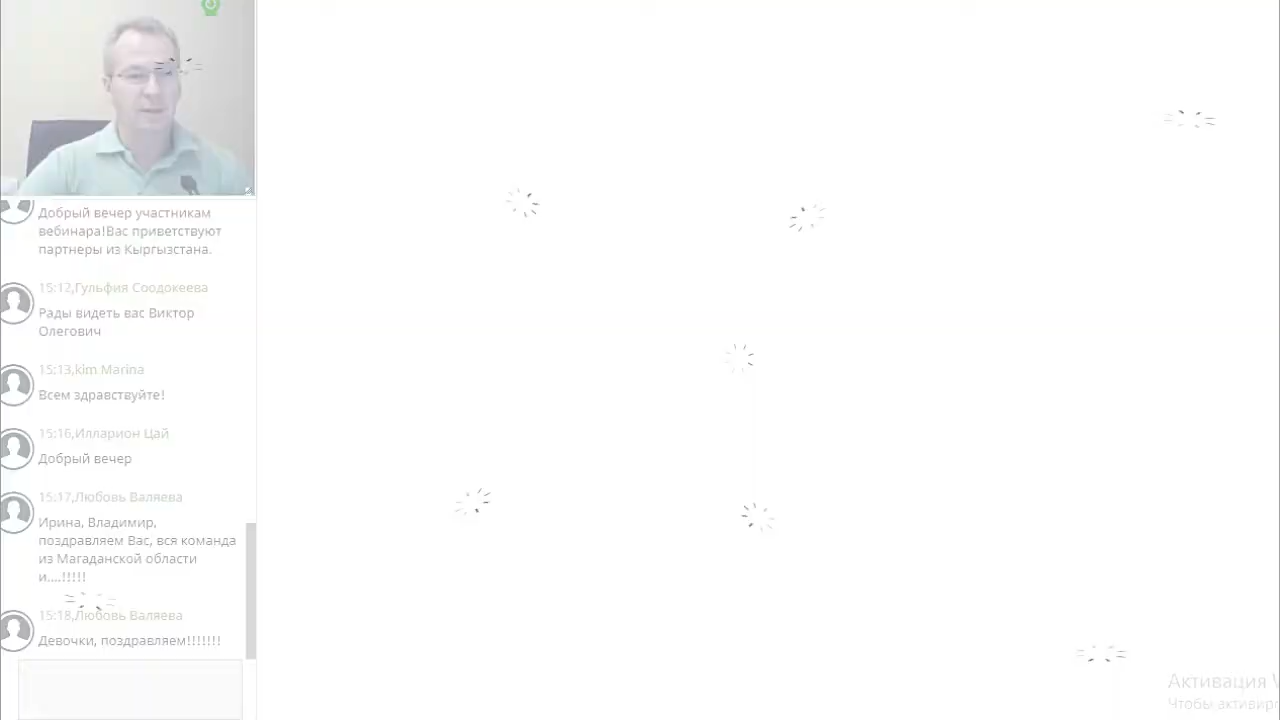 Добрый вечер участникам
вебинара!Вас приветствуют
партнеры из Кыргызстана.
15:12,Гульфия Соодокеева
Рады видеть вас Виктор
Олегович
15:13,kim Marina
Всем здравствуйте!
15:16,Илларион Цай
Добрый вечер
15:17,Любовь Валяева
Ирина, Владимир,
поздравляем Вас, вся команда
из Магаданской области
и....!!!!!
15:18,Любовь Валяева
Девочки, поздравляем!!!!!!!
Активация
Чтобы